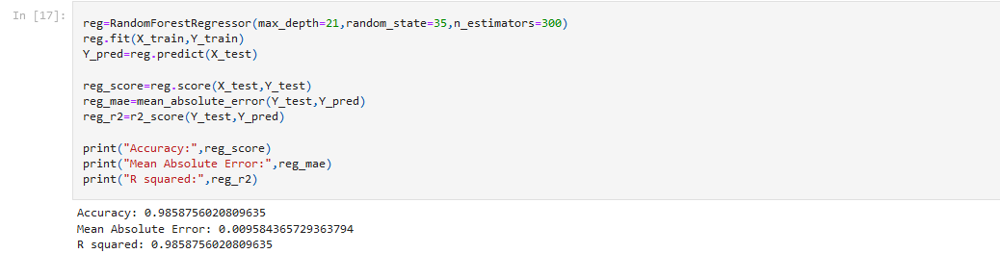 In [17]:
reg=RandomForestRegressor(max_depth=21,random_state=35,n_estimators=300)
reg.fit(X_train,Y_train)
Y_pred=reg.predict(X_test)
reg_score=reg.score(X_test,Y_test)
reg_mae=mean_absolute_error(Y_test,Y_pred)
reg_r2=r2_score(Y_test,Y_pred)
print("Accuracy:",reg_score)
print("Mean Absolute Error:",reg_mae)
print("R squared:",reg_r2)
Accuracy: 0.9858756020809635
Mean Absolute Error: 0.009584365729363794
R squared: 0.9858756020809635